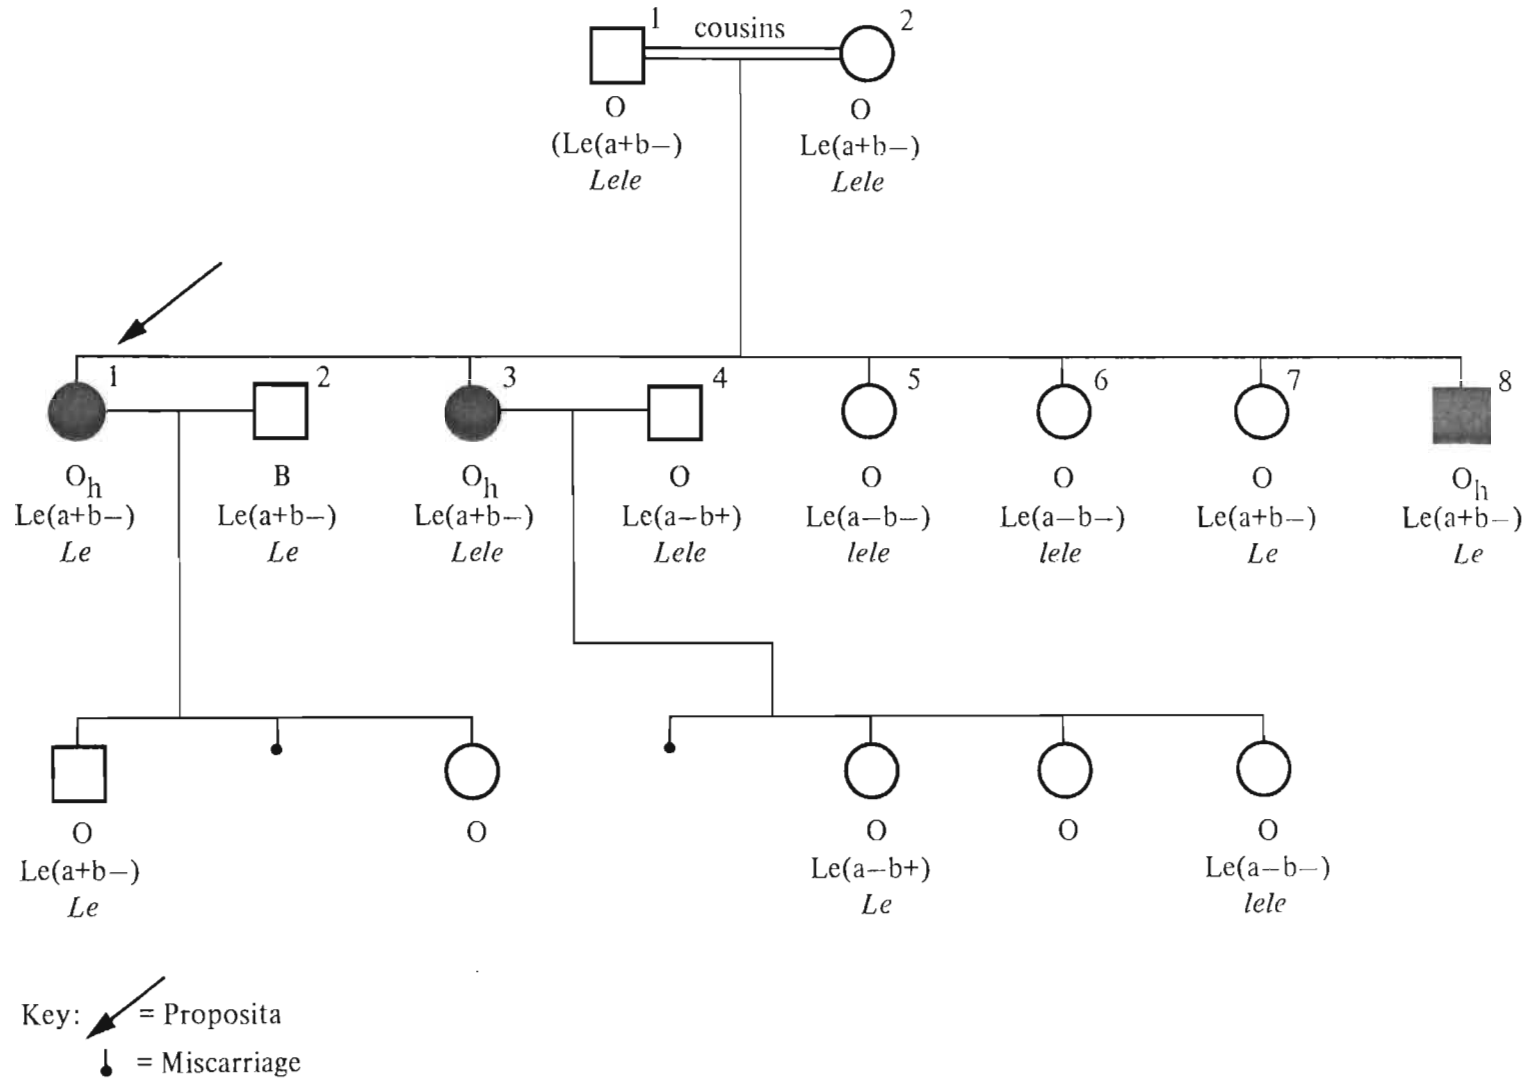 1 cousins 2
O O
(Le(a+b−) Le(a+b−)
Lele Lele
1 2 3 4 5 6 7 8
Oh B Oh O O O O Oh
Le(a+b−) Le(a+b−) Le(a+b−) Le(a−b+) Le(a−b−) Le(a−b−) Le(a+b−) Le(a+b−)
Le Le Lele Lele lele lele Le Le
O O O O O
Le(a+b−) Le(a−b+) Le(a−b−)
Le Le lele
Key: = Proposita
= Miscarriage